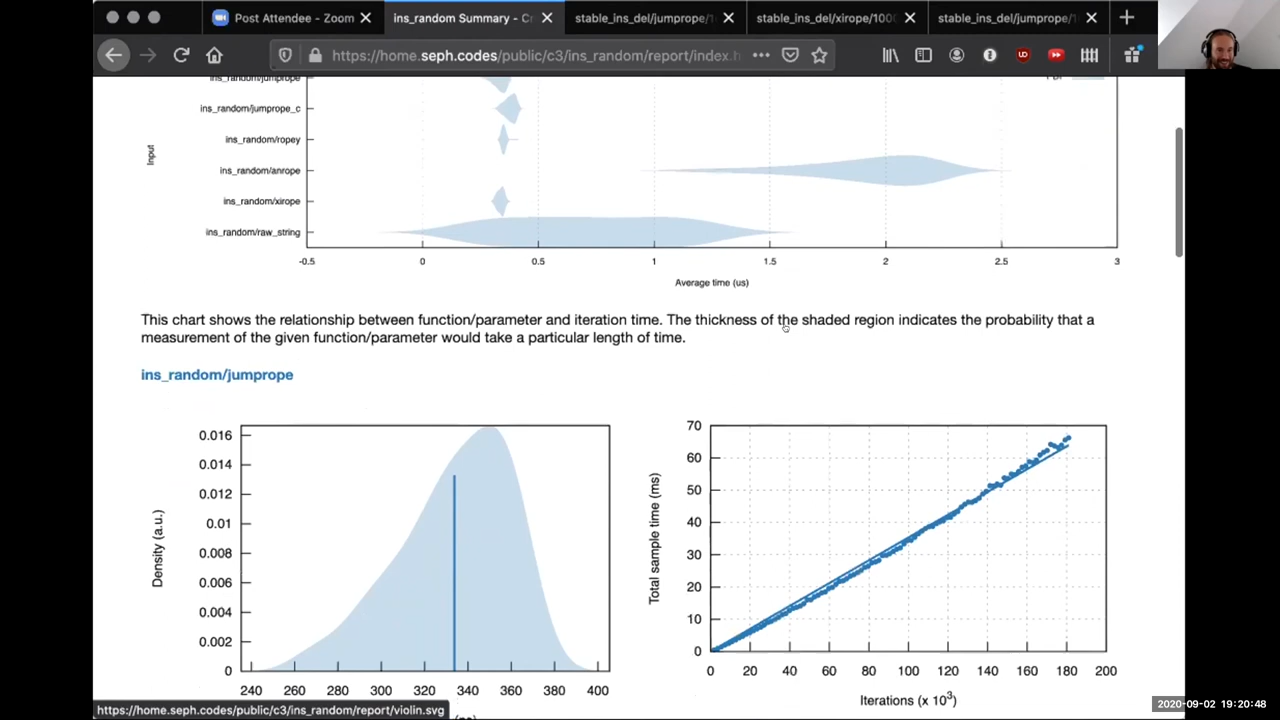 Post Attendee - Zoom
ins_random Summary - Cr
stable_ins_del/jumprope/1
stable_ins_del/xirope/1000
stable_ins_del/jumprope/1
https://home.seph.codes/public/c3/ins_random/report/index.h
ins_random/jumprope
ins_random/jumprope_c
ins_random/ropey
ins_random/anrope
ins_random/xirope
ins_random/raw_string
Input
-0.5 0 0.5 1 1.5 2 2.5 3
Average time (us)
This chart shows the relationship between function/parameter and iteration time. The thickness of the shaded region indicates the probability that a
measurement of the given function/parameter would take a particular length of time.
ins_random/jumprope
0.016
0.014
0.012
0.01
0.008
0.006
0.004
0.002
0
Density (a.u.)
240 260 280 300 320 340 360 380 400
70
60
50
40
30
20
10
0
Total sample time (ms)
0 20 40 60 80 100 120 140 160 180 200
Iterations (x 10³)
https://home.seph.codes/public/c3/ins_random/report/violin.svg
2020-09-02 19:20:48